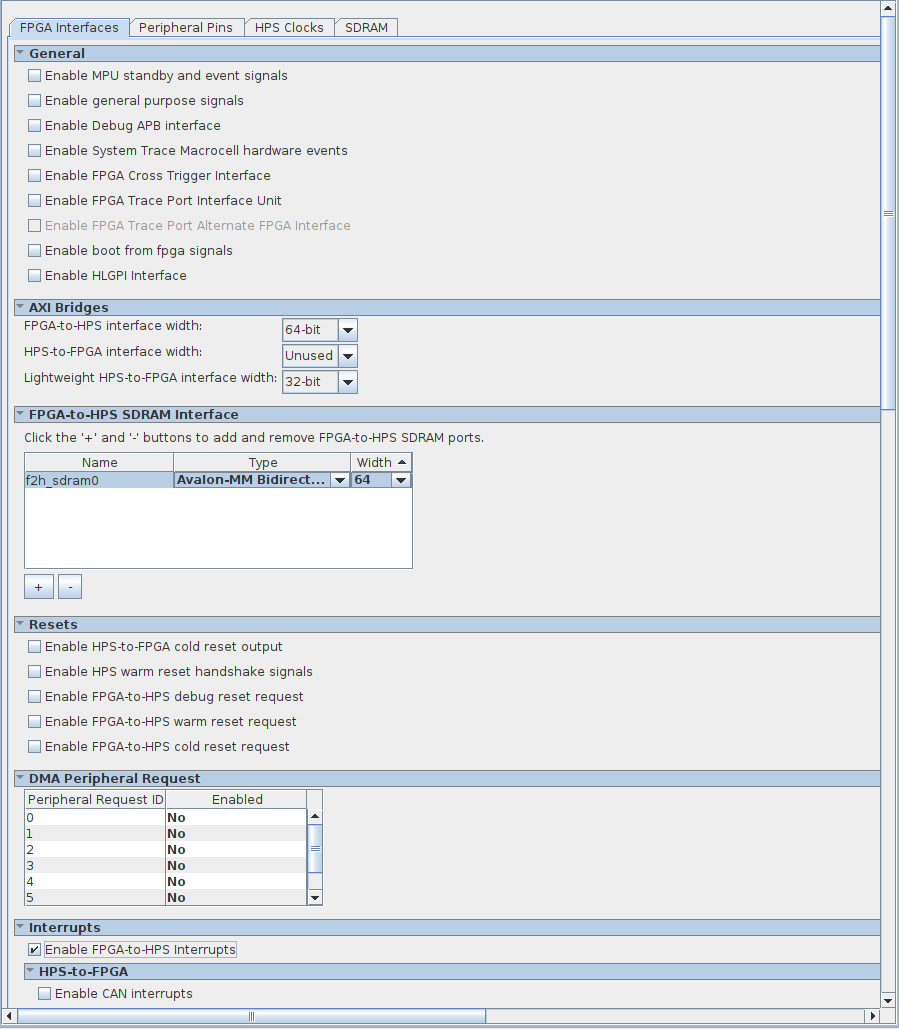 FPGA Interfaces Peripheral Pins HPS Clocks SDRAM
General
Enable MPU standby and event signals
Enable general purpose signals
Enable Debug APB interface
Enable System Trace Macrocell hardware events
Enable FPGA Cross Trigger Interface
Enable FPGA Trace Port Interface Unit
Enable FPGA Trace Port Alternate FPGA Interface
Enable boot from fpga signals
Enable HLGPI Interface
AXI Bridges
FPGA-to-HPS interface width: 64-bit
HPS-to-FPGA interface width: Unused
Lightweight HPS-to-FPGA interface width: 32-bit
FPGA-to-HPS SDRAM Interface
Click the '+' and '-' buttons to add and remove FPGA-to-HPS SDRAM ports.
Name Type Width
f2h_sdram0 Avalon-MM Bidirect... 64
+ -
Resets
Enable HPS-to-FPGA cold reset output
Enable HPS warm reset handshake signals
Enable FPGA-to-HPS debug reset request
Enable FPGA-to-HPS warm reset request
Enable FPGA-to-HPS cold reset request
DMA Peripheral Request
Peripheral Request ID Enabled
0 No
1 No
2 No
3 No
4 No
5 No
Interrupts
Enable FPGA-to-HPS Interrupts
HPS-to-FPGA
Enable CAN interrupts